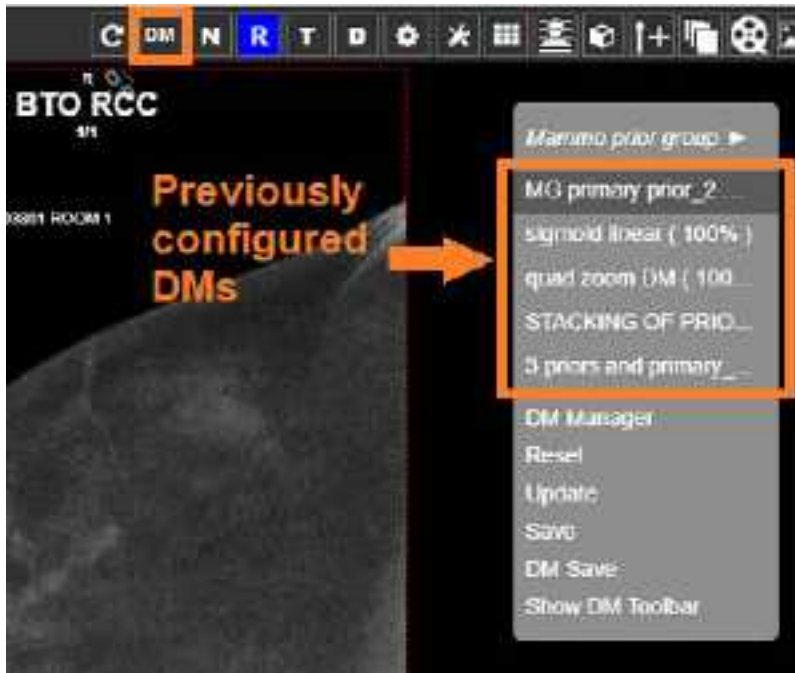 C DM N R T D
R
BTO RCC
1/1
ROOM 1
Previously
configured
DMs
Mammo prior group
MG primary prior_2 ...
sigmoid linear ( 100% )
quad zoom DM ( 100...
STACKING OF PRIO...
3 priors and primary_...
DM Manager
Reset
Update
Save
DM Save
Show DM Toolbar